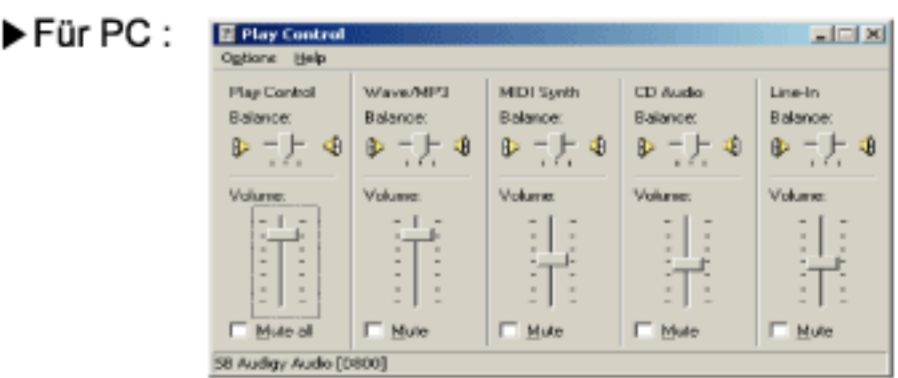 ▶Für PC :
Play Control
Options Help
Play Control Wave/MP3 MIDI Synth CD Audio Line-In
Balance: Balance: Balance: Balance: Balance:
Volume: Volume: Volume: Volume: Volume:
Mute all Mute Mute Mute Mute
SB Audigy Audio [D800]